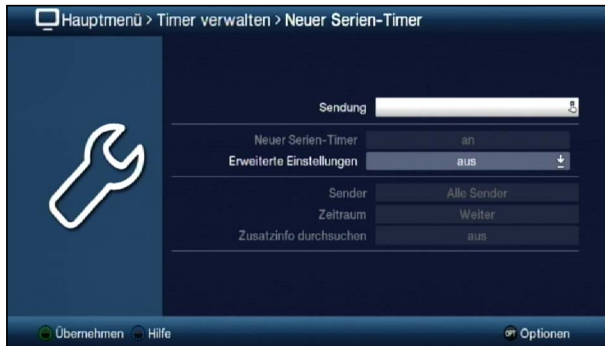 Hauptmenü > Timer verwalten > Neuer Serien-Timer
Sendung
Neuer Serien-Timer an
Erweiterte Einstellungen aus
Sender Alle Sender
Zeitraum Weiter
Zusatzinfo durchsuchen aus
Übernehmen Hilfe OPT Optionen